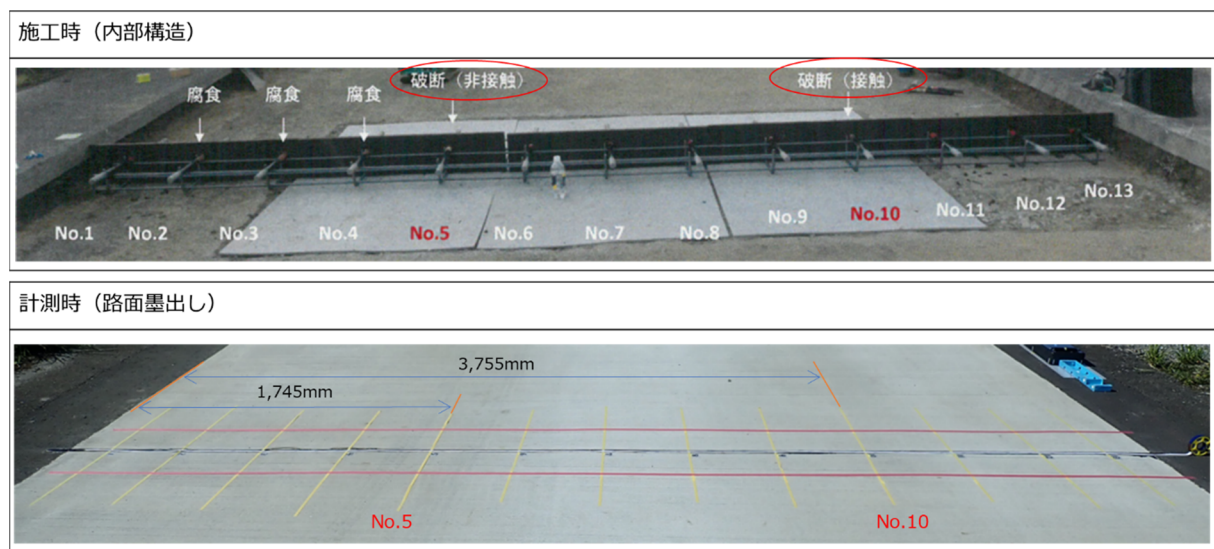 施工時（内部構造）
腐食
腐食
腐食
破断（非接触）
破断（接触）
No.1
No.2
No.3
No.4
No.5
No.6
No.7
No.8
No.9
No.10
No.11
No.12
No.13
計測時（路面墨出し）
3,755mm
1,745mm
No.5
No.10